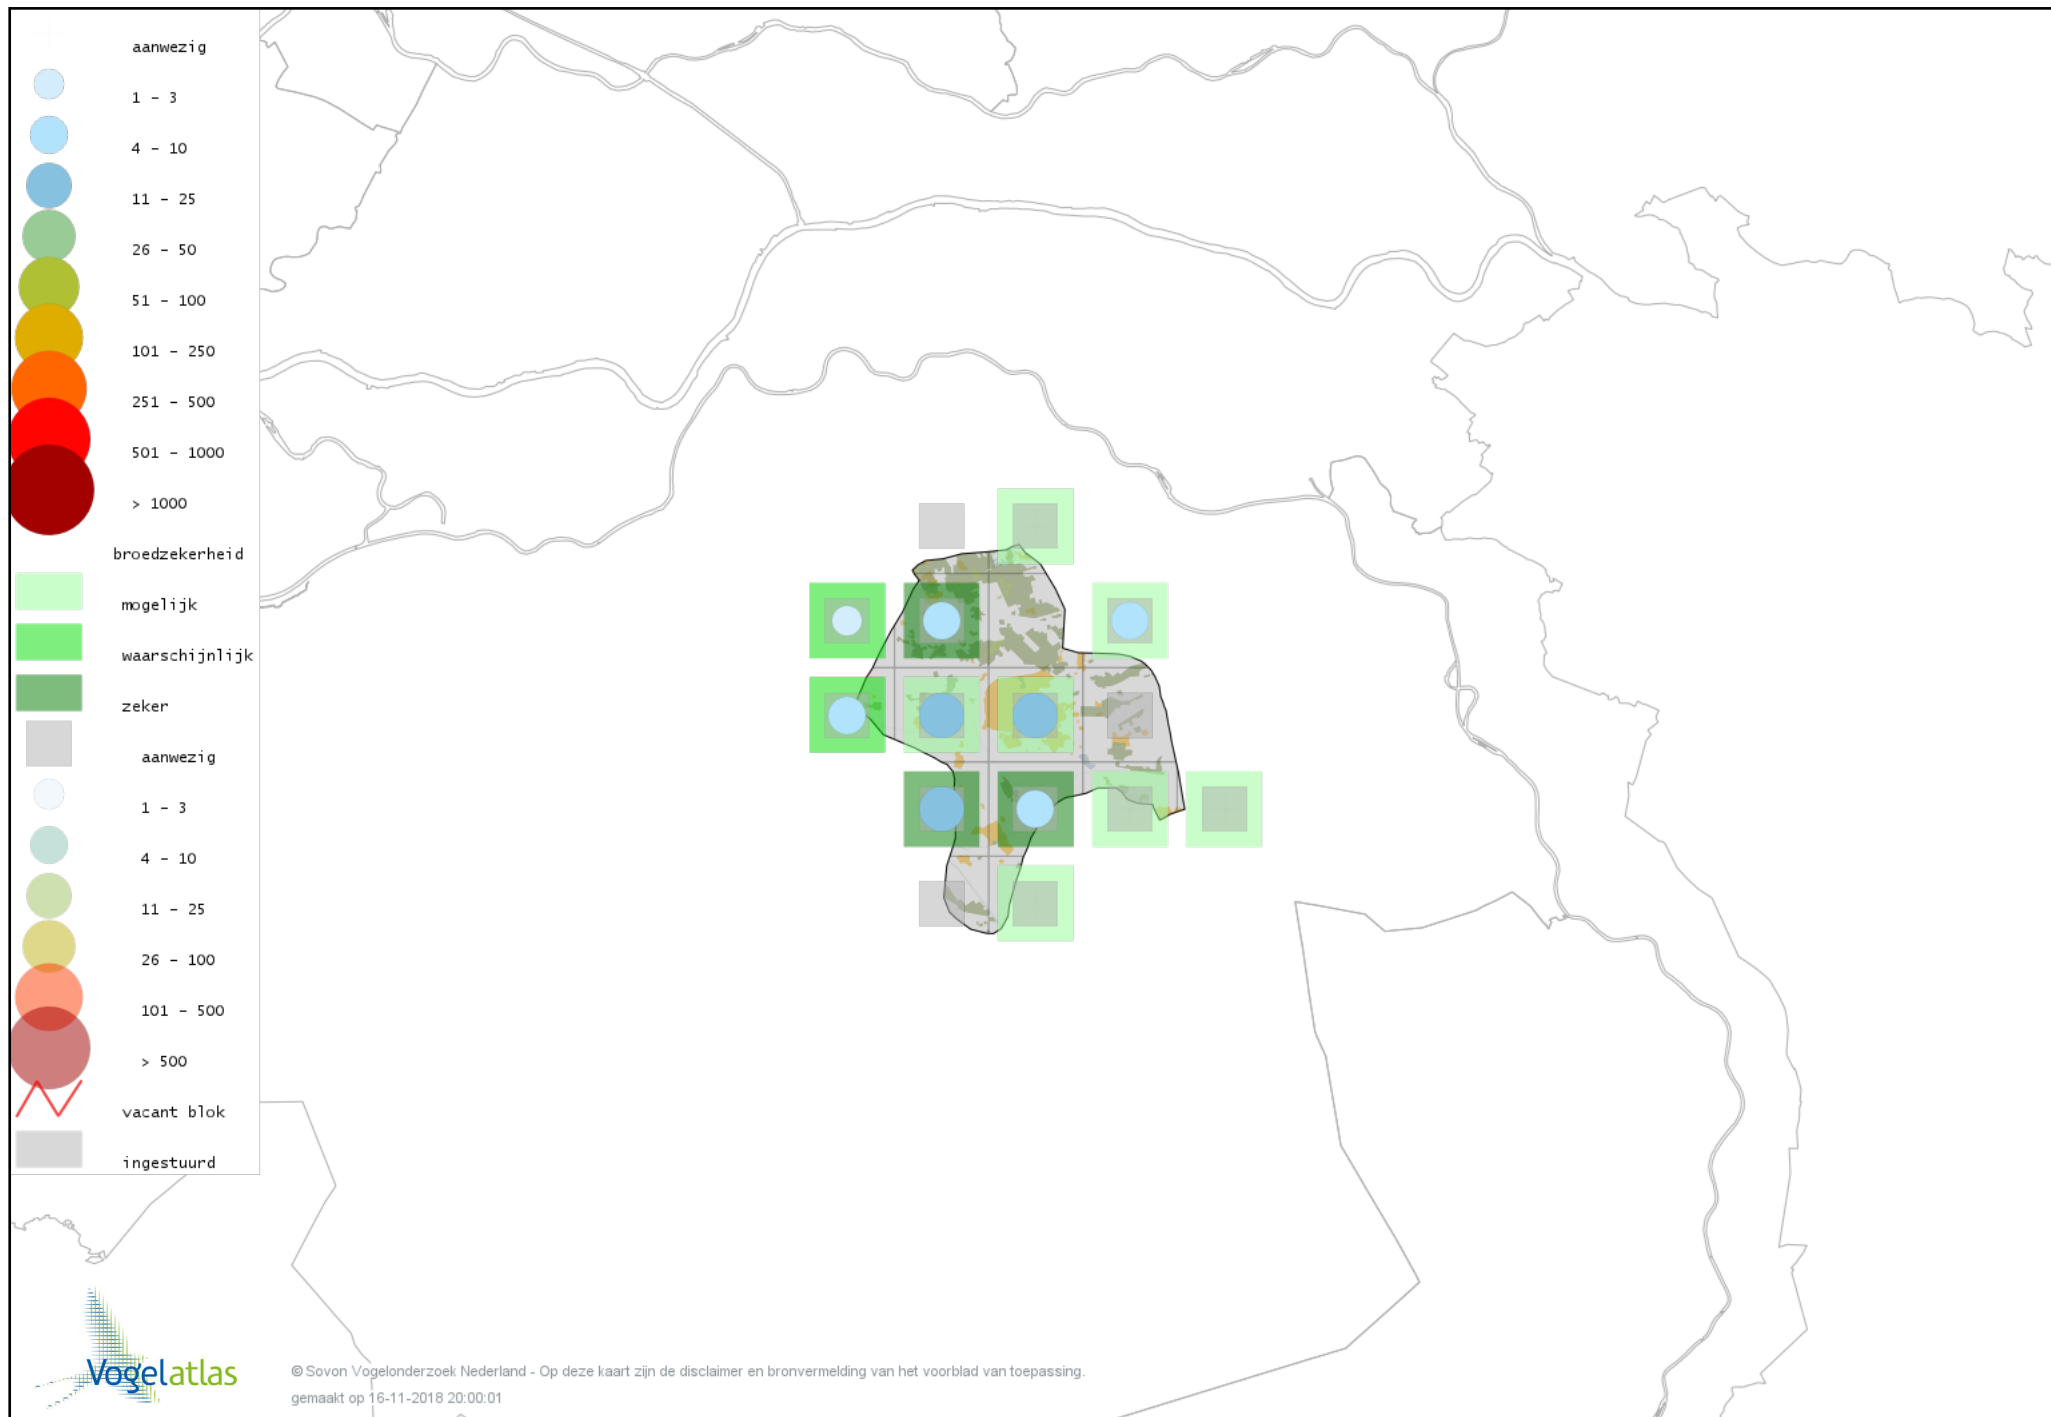 aanwezig
1 - 3
4 - 10
11 - 25
26 - 50
51 - 100
101 - 250
251 - 500
501 - 1000
> 1000
broedzekerheid
mogelijk
waarschijnlijk
zeker
aanwezig
1 - 3
4 - 10
11 - 25
26 - 100
101 - 500
> 500
vacant blok
ingestuurd
Vogelatlas
© Sovon Vogelonderzoek Nederland - Op deze kaart zijn de disclaimer en bronvermelding van het voorblad van toepassing.
gemaakt op 16-11-2018 20:00:01